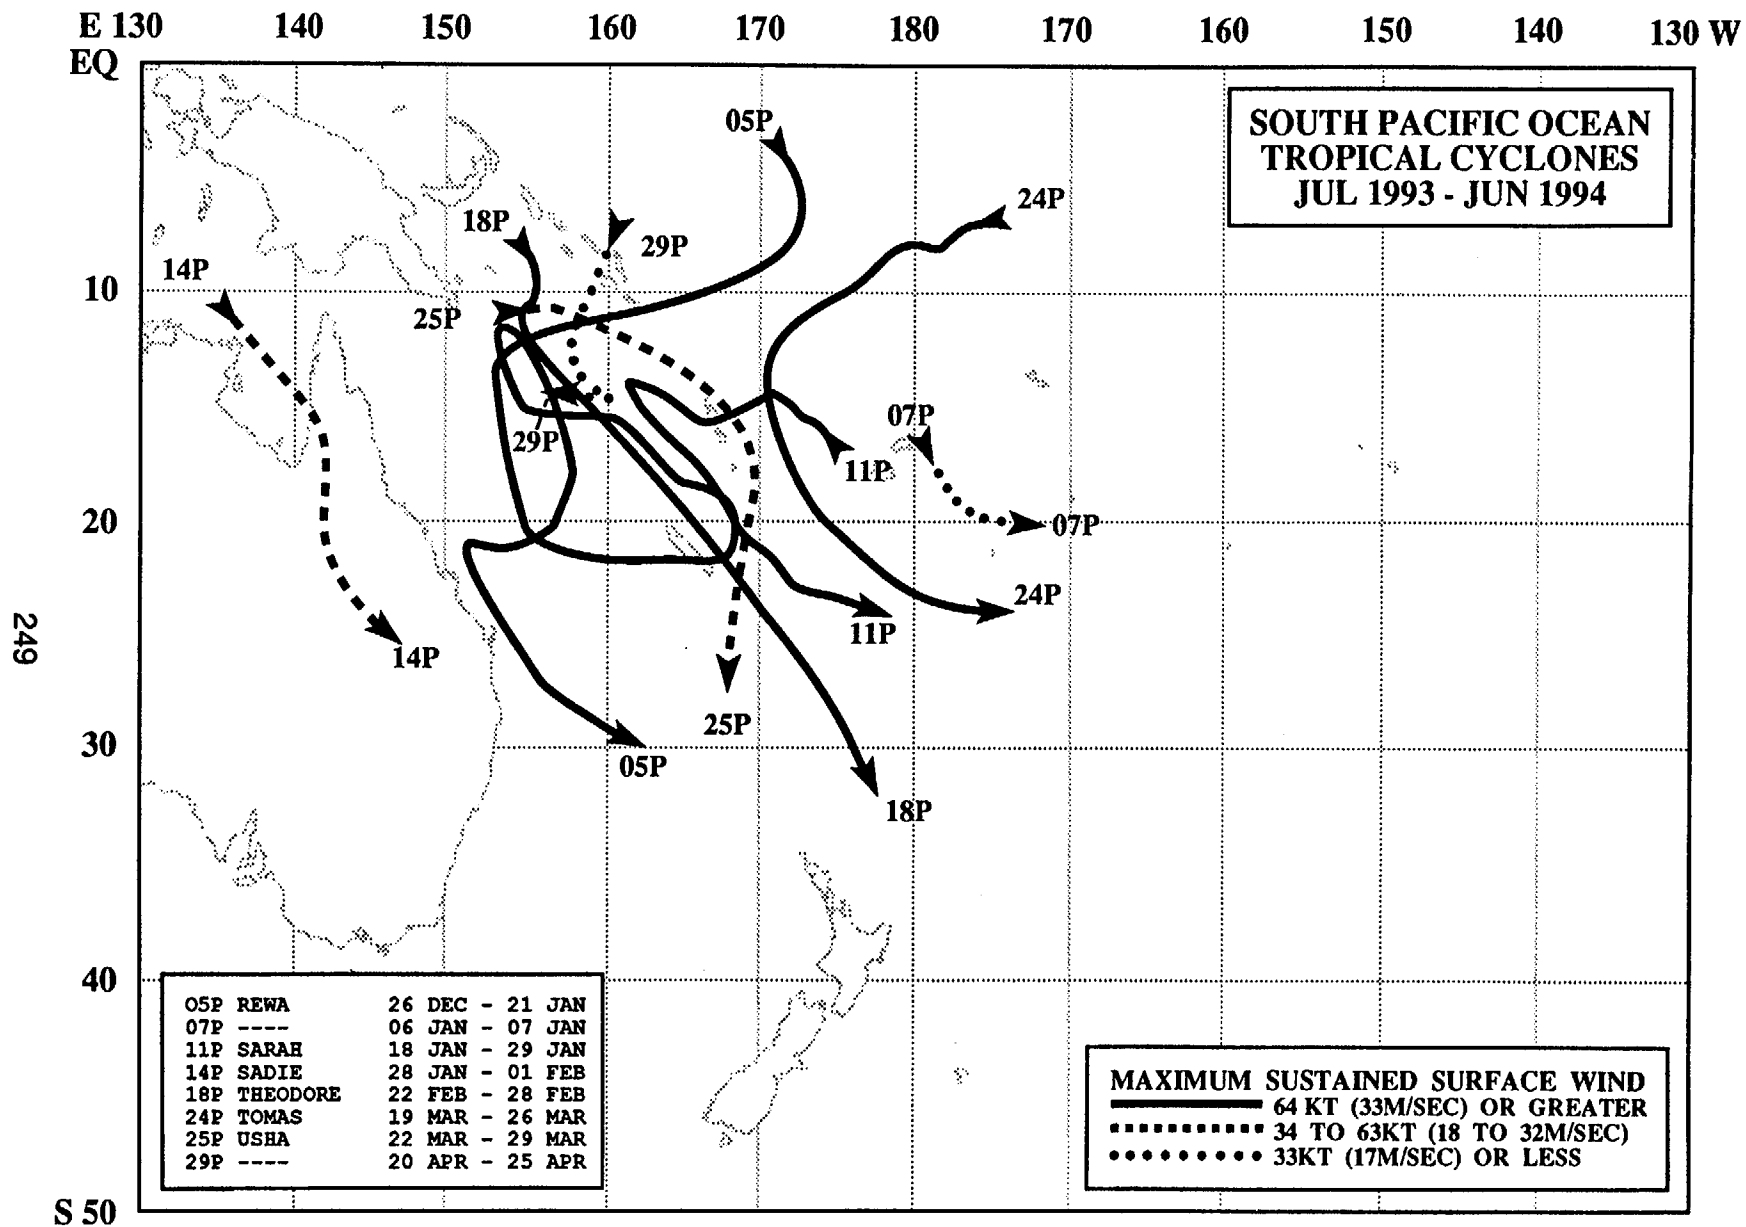 E 130 140 150 160 170 180 170 160 150 140 130 W
EQ
SOUTH PACIFIC OCEAN
TROPICAL CYCLONES
JUL 1993 - JUN 1994
05P
24P
18P
29P
14P
10
25P
07P
29P
11P
20
07P
24P
11P
14P
25P
30
05P
18P
249
40
05P REWA 26 DEC - 21 JAN
07P ---- 06 JAN - 07 JAN
11P SARAH 18 JAN - 29 JAN
14P SADIE 28 JAN - 01 FEB
18P THEODORE 22 FEB - 28 FEB
24P TOMAS 19 MAR - 26 MAR
25P USHA 22 MAR - 29 MAR
29P ---- 20 APR - 25 APR
MAXIMUM SUSTAINED SURFACE WIND
64 KT (33M/SEC) OR GREATER
34 TO 63KT (18 TO 32M/SEC)
33KT (17M/SEC) OR LESS
S 50